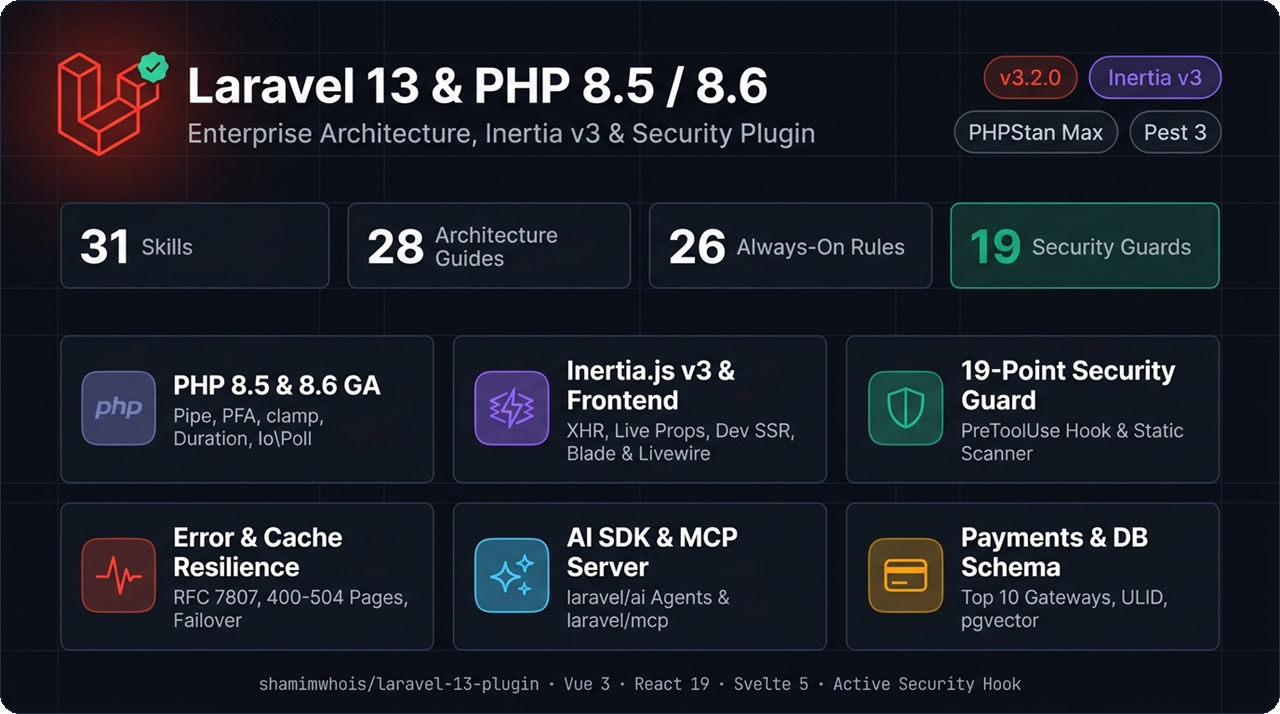 Laravel 13 & PHP 8.5 / 8.6
Enterprise Architecture, Inertia v3 & Security Plugin
v3.2.0
Inertia v3
PHPStan Max
Pest 3
31 Skills
28 Architecture
Guides
26 Always-On Rules
19 Security Guards
php
PHP 8.5 & 8.6 GA
Pipe, PFA, clamp,
Duration, Io\Poll
Inertia.js v3 &
Frontend
XHR, Live Props, Dev SSR,
Blade & Livewire
19-Point Security
Guard
PreToolUse Hook & Static
Scanner
Error & Cache
Resilience
RFC 7807, 400-504 Pages,
Failover
AI SDK & MCP
Server
laravel/ai Agents &
laravel/mcp
Payments & DB
Schema
Top 10 Gateways, ULID,
pgvector
shamimwhois/laravel-13-plugin • Vue 3 • React 19 • Svelte 5 • Active Security Hook